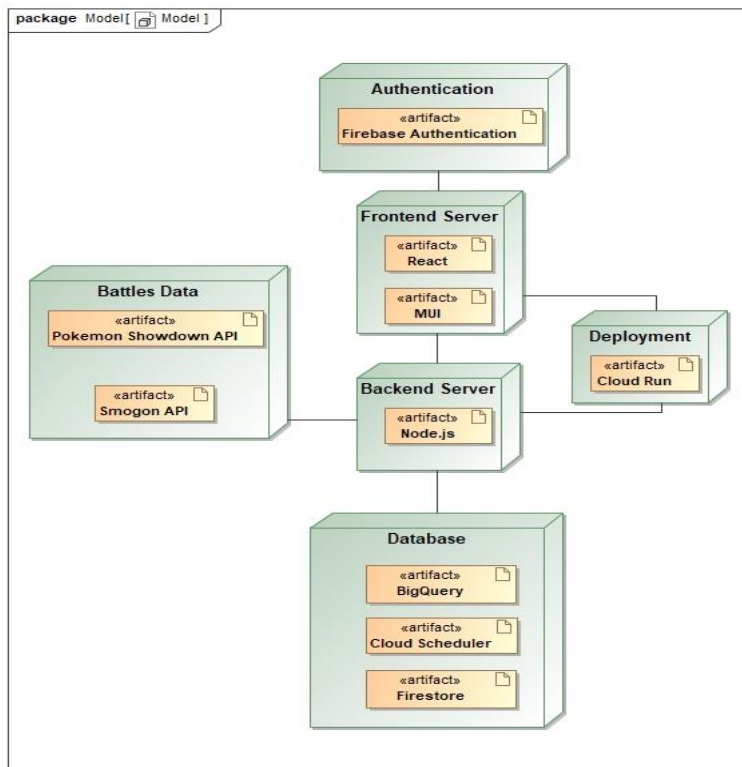 package Model[ Model ]
Authentication
«artifact»
Firebase Authentication
Frontend Server
«artifact»
React
«artifact»
MUI
Battles Data
«artifact»
Pokemon Showdown API
«artifact»
Smogon API
Deployment
«artifact»
Cloud Run
Backend Server
«artifact»
Node.js
Database
«artifact»
BigQuery
«artifact»
Cloud Scheduler
«artifact»
Firestore